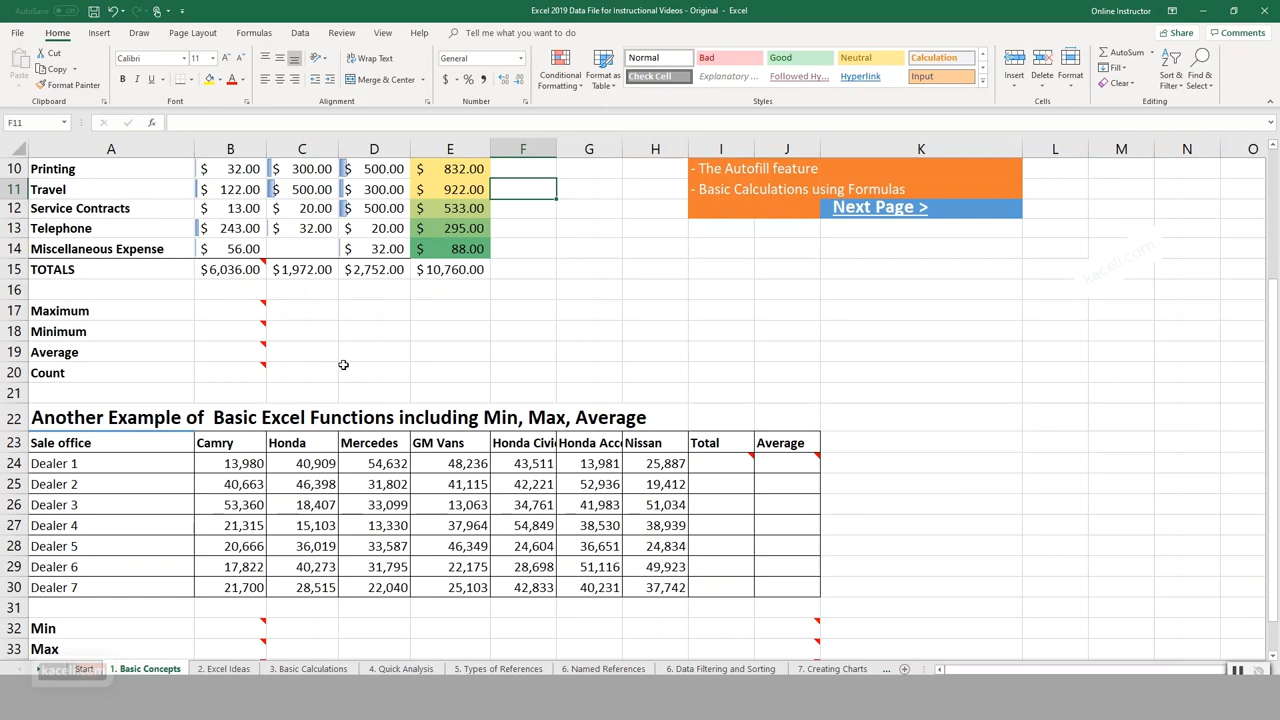 AutoSave Off Excel 2019 Data File for Instructional Videos - Original - Excel Online Instructor
File Home Insert Draw Page Layout Formulas Data Review View Help Tell me what you want to do Share Comments
Paste Cut Copy Format Painter Clipboard
Calibri 11 B I U A A A Font
Wrap Text Merge & Center Alignment
General $ % , Number
Conditional Formatting Format as Table
Normal Bad Good Neutral Calculation
Check Cell Explanatory ... Followed Hy... Hyperlink Input
Styles
Insert Delete Format Cells
AutoSum Fill Clear Sort & Filter Find & Select Editing
F11 fx
A B C D E F G H I J K L M N O
10 Printing $ 32.00 $ 300.00 $ 500.00 $ 832.00 - The Autofill feature
11 Travel $ 122.00 $ 500.00 $ 300.00 $ 922.00 - Basic Calculations using Formulas
12 Service Contracts $ 13.00 $ 20.00 $ 500.00 $ 533.00 Next Page >
13 Telephone $ 243.00 $ 32.00 $ 20.00 $ 295.00
14 Miscellaneous Expense $ 56.00 $ 32.00 $ 88.00
15 TOTALS $6,036.00 $1,972.00 $2,752.00 $10,760.00
kaceli.com
16
17 Maximum
18 Minimum
19 Average
20 Count
21
22 Another Example of Basic Excel Functions including Min, Max, Average
23 Sale office Camry Honda Mercedes GM Vans Honda Civi Honda Acc Nissan Total Average
24 Dealer 1 13,980 40,909 54,632 48,236 43,511 13,981 25,887
25 Dealer 2 40,663 46,398 31,802 41,115 42,221 52,936 19,412
26 Dealer 3 53,360 18,407 33,099 13,063 34,761 41,983 51,034
27 Dealer 4 21,315 15,103 13,330 37,964 54,849 38,530 38,939
28 Dealer 5 20,666 36,019 33,587 46,349 24,604 36,651 24,834
29 Dealer 6 17,822 40,273 31,795 22,175 28,698 51,116 49,923
30 Dealer 7 21,700 28,515 22,040 25,103 42,833 40,231 37,742
31
32 Min
33 Max
Start 1. Basic Concepts 2. Excel Ideas 3. Basic Calculations 4. Quick Analysis 5. Types of References 6. Named References 6. Data Filtering and Sorting 7. Creating Charts ...
kaceli.com